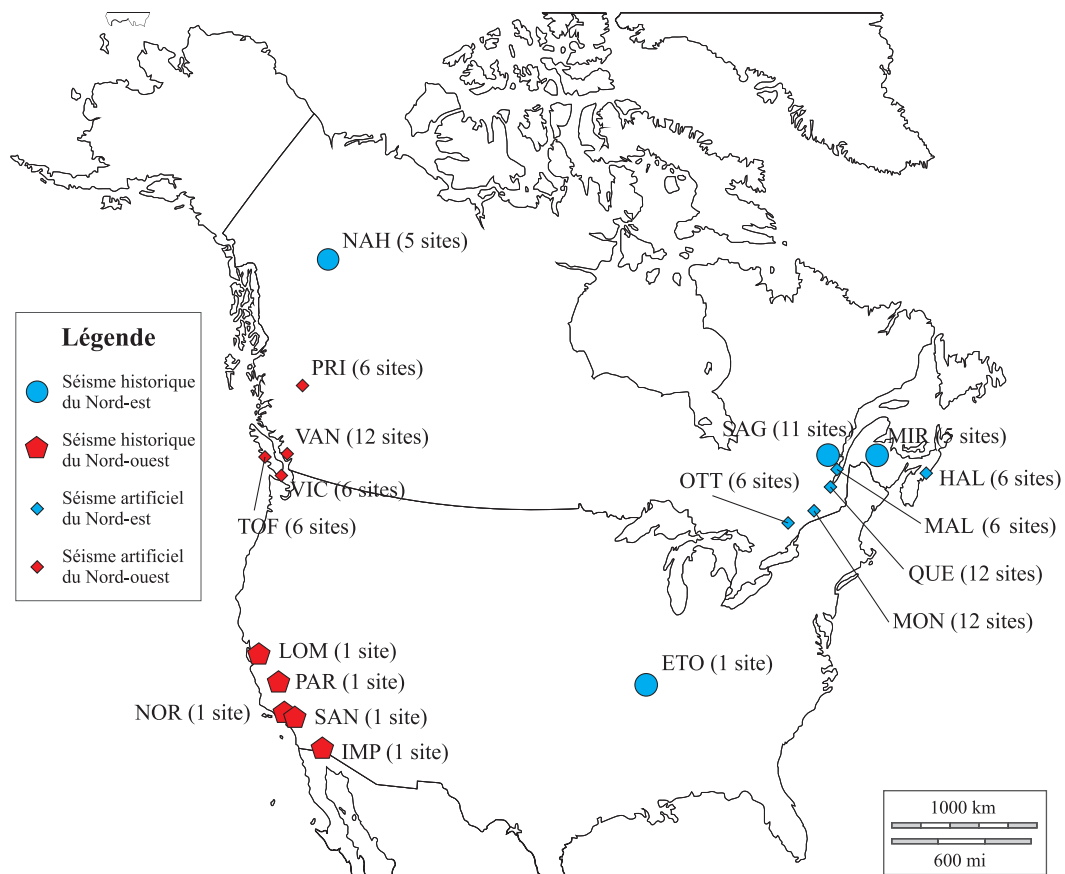 NAH (5 sites)
Légende
Séisme historique
du Nord-est
Séisme historique
du Nord-ouest
Séisme artificiel
du Nord-est
Séisme artificiel
du Nord-ouest
PRI (6 sites)
VAN (12 sites)
VIC (6 sites)
TOF (6 sites)
SAG (11 sites)
MIR (5 sites)
OTT (6 sites)
HAL (6 sites)
MAL (6 sites)
QUE (12 sites)
MON (12 sites)
LOM (1 site)
PAR (1 site)
NOR (1 site)
SAN (1 site)
IMP (1 site)
ETO (1 site)
1000 km
600 mi